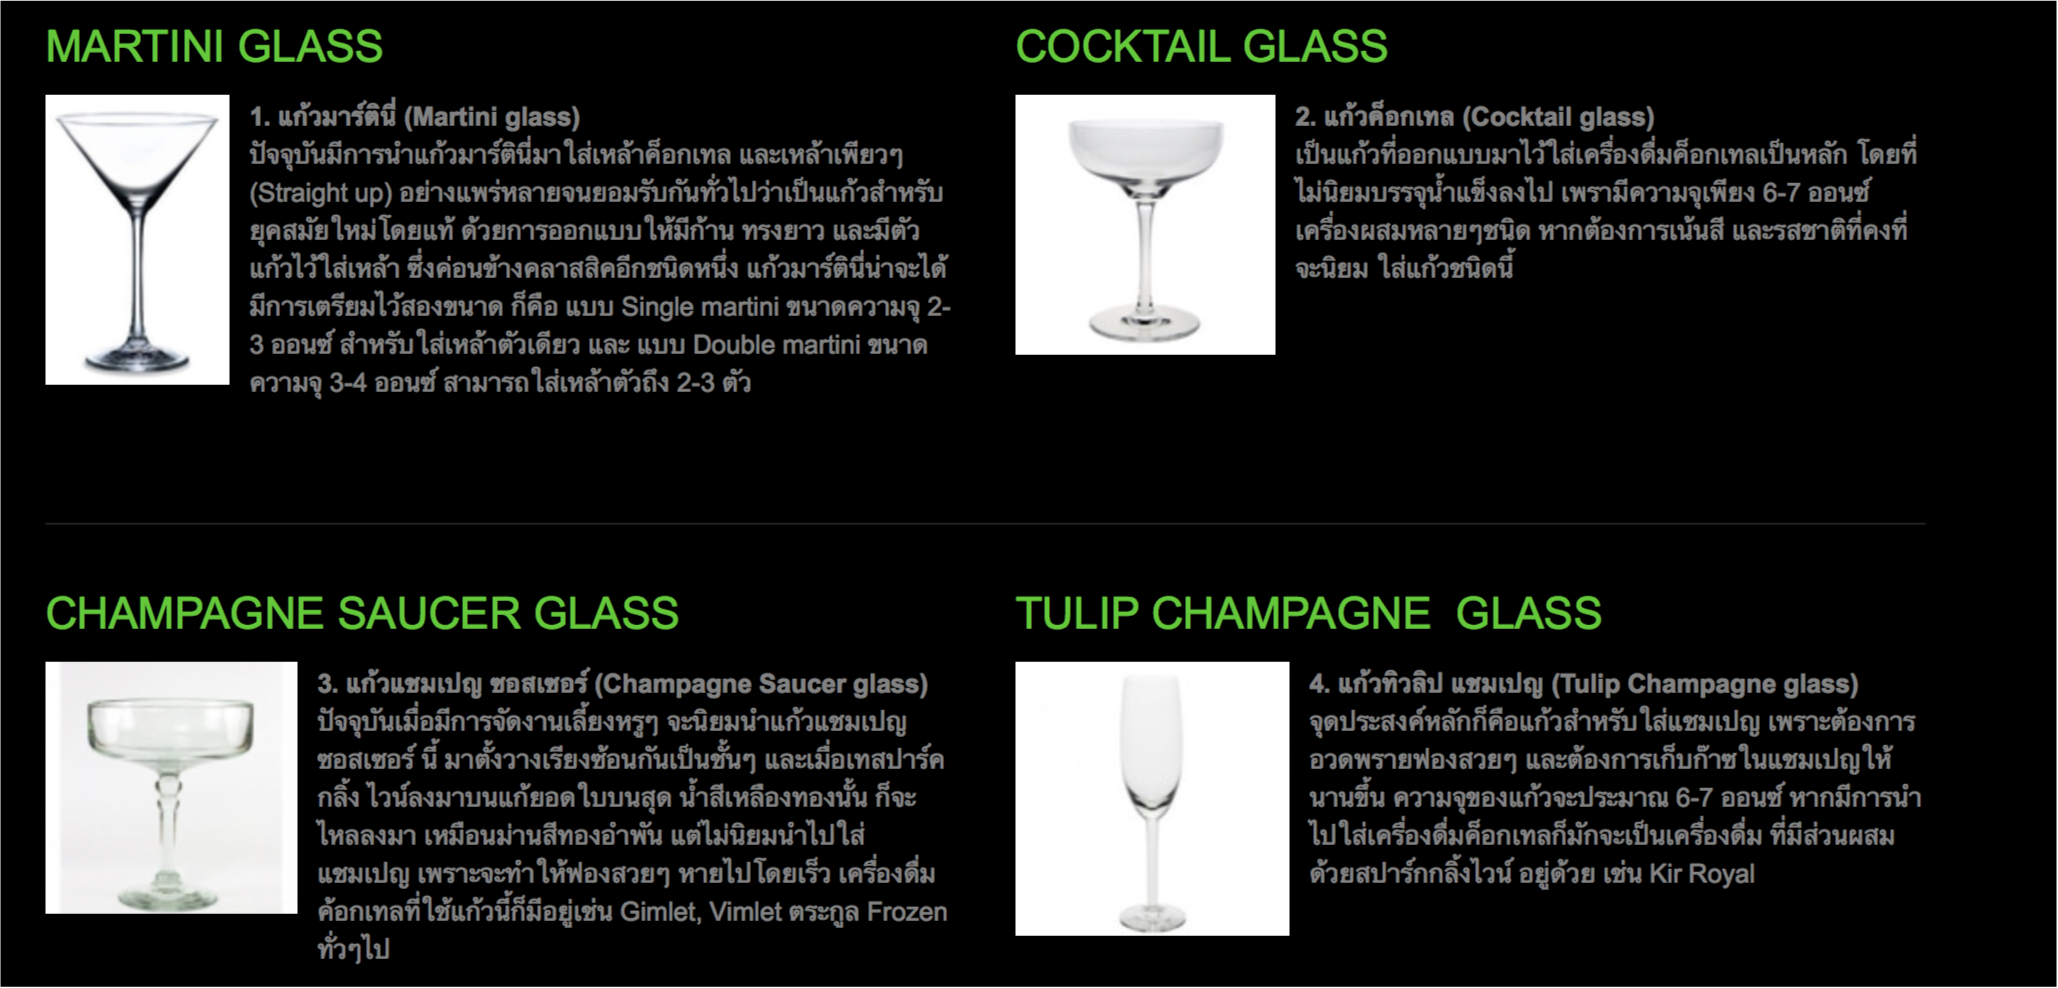 MARTINI GLASS
1. แก้วมาร์ตินี่ (Martini glass)
ปัจจุบันมีการนำแก้วมาร์ตินี่มาใส่เหล้าค็อกเทล และเหล้าเพียวๆ
(Straight up) อย่างแพร่หลายจนยอมรับกันทั่วไปว่าเป็นแก้วสำหรับ
ยุคสมัยใหม่โดยแท้ ด้วยการออกแบบให้มีก้าน ทรงยาว และมีตัว
แก้วไว้ใส่เหล้า ซึ่งค่อนข้างคลาสสิคอีกชนิดหนึ่ง แก้วมาร์ตินี่น่าจะได้
มีการเตรียมไว้สองขนาด ก็คือ แบบ Single martini ขนาดความจุ 2-
3 ออนซ์ สำหรับใส่เหล้าตัวเดียว และ แบบ Double martini ขนาด
ความจุ 3-4 ออนซ์ สามารถใส่เหล้าตัวถึง 2-3 ตัว
COCKTAIL GLASS
2. แก้วค็อกเทล (Cocktail glass)
เป็นแก้วที่ออกแบบมาไว้ใส่เครื่องดื่มค็อกเทลเป็นหลัก โดยที่
ไม่นิยมบรรจุน้ำแข็งลงไป เพรามีความจุเพียง 6-7 ออนซ์
เครื่องผสมหลายๆชนิด หากต้องการเน้นสี และรสชาติที่คงที่
จะนิยม ใส่แก้วชนิดนี้
CHAMPAGNE SAUCER GLASS
3. แก้วแชมเปญ ซอสเซอร์ (Champagne Saucer glass)
ปัจจุบันเมื่อมีการจัดงานเลี้ยงหรูๆ จะนิยมนำแก้วแชมเปญ
ซอสเซอร์ นี้ มาตั้งวางเรียงซ้อนกันเป็นชั้นๆ และเมื่อเทสปาร์ค
กลิ้ง ไวน์ลงมาบนแก้ยอดใบบนสุด น้ำสีเหลืองทองนั้น ก็จะ
ไหลลงมา เหมือนม่านสีทองอำพัน แต่ไม่นิยมนำไปใส่
แชมเปญ เพราะจะทำให้ฟองสวยๆ หายไปโดยเร็ว เครื่องดื่ม
ค้อกเทลที่ใช้แก้วนี้ก็มีอยู่เช่น Gimlet, Vimlet ตระกูล Frozen
ทั่วๆไป
TULIP CHAMPAGNE  GLASS
4. แก้วทิวลิป แชมเปญ (Tulip Champagne glass)
จุดประสงค์หลักก็คือแก้วสำหรับใส่แชมเปญ เพราะต้องการ
อวดพรายฟองสวยๆ และต้องการเก็บก๊าซในแชมเปญให้
นานขึ้น ความจุของแก้วจะประมาณ 6-7 ออนซ์ หากมีการนำ
ไปใส่เครื่องดื่มค็อกเทลก็มักจะเป็นเครื่องดื่ม ที่มีส่วนผสม
ด้วยสปาร์กกลิ้งไวน์ อยู่ด้วย เช่น Kir Royal